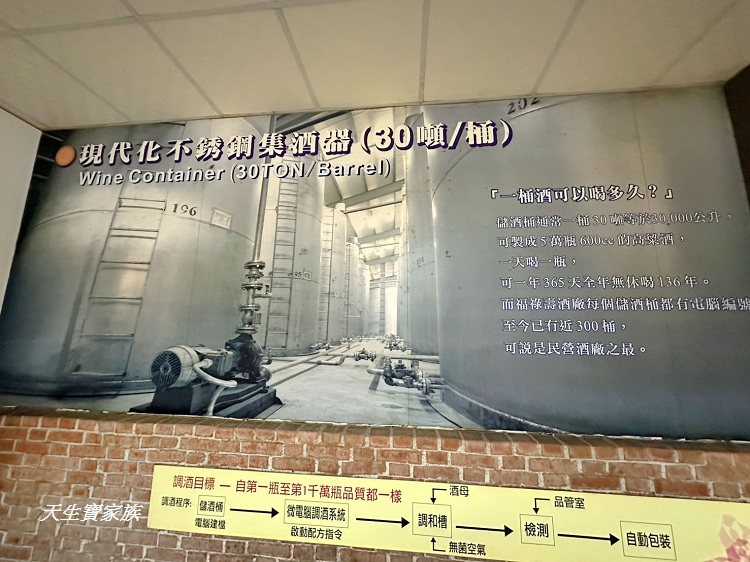 現代化不銹鋼集酒器(30噸/桶)
Wine Container (30TON/Barrel)
202
196
『一桶酒可以喝多久?』
儲酒桶通常一桶30噸等於30,000公升,
可製成5萬瓶600cc的高粱酒,
一天喝一瓶,
可一年365天全年無休喝136年。
而福祿壽酒廠每個儲酒桶都有電腦編號
至今已有近300桶,
可說是民營酒廠之最。
調酒目標 — 自第一瓶至第1千萬瓶品質都一樣
調酒程序: 儲酒桶 微電腦調酒系統 調和槽 檢測 自動包裝
酒母 品管室
電腦建檔 啟動配方指令 無菌空氣
天生寶家族